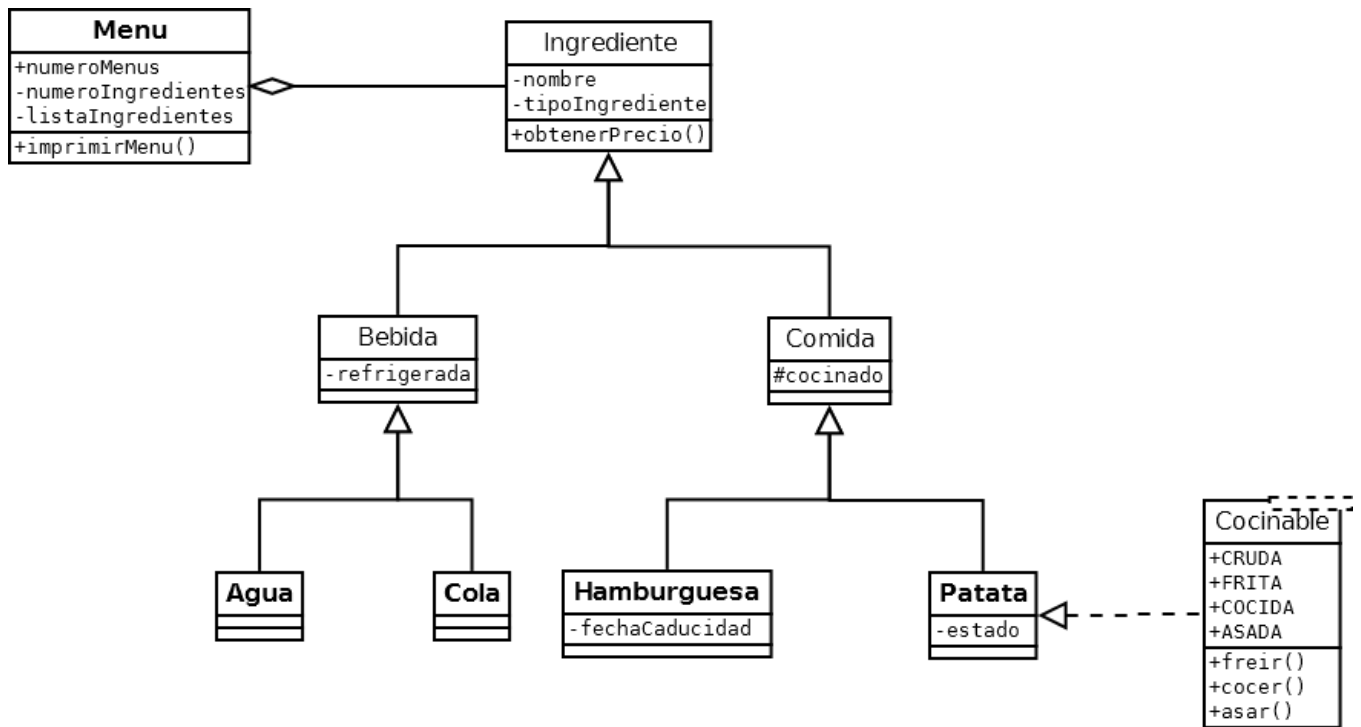 Menu
+numeroMenus
-numeroIngredientes
-listaIngredientes
+imprimirMenu()
Ingrediente
-nombre
-tipoIngrediente
+obtenerPrecio()
Bebida
-refrigerada
Comida
#cocinado
Agua
Cola
Hamburguesa
-fechaCaducidad
Patata
-estado
Cocinable
+CRUDA
+FRITA
+COCIDA
+ASADA
+freir()
+cocer()
+asar()